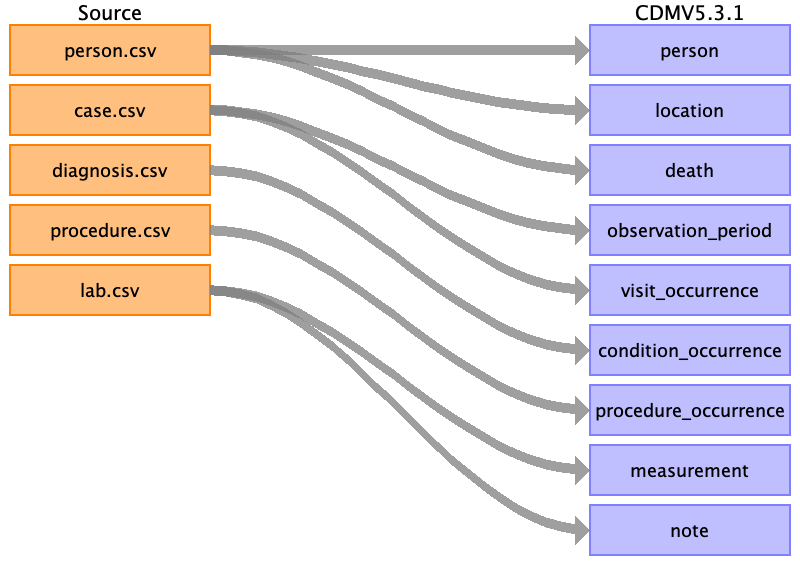 Source
CDMV5.3.1
person.csv
person
case.csv
location
diagnosis.csv
death
procedure.csv
observation_period
lab.csv
visit_occurrence
condition_occurrence
procedure_occurrence
measurement
note